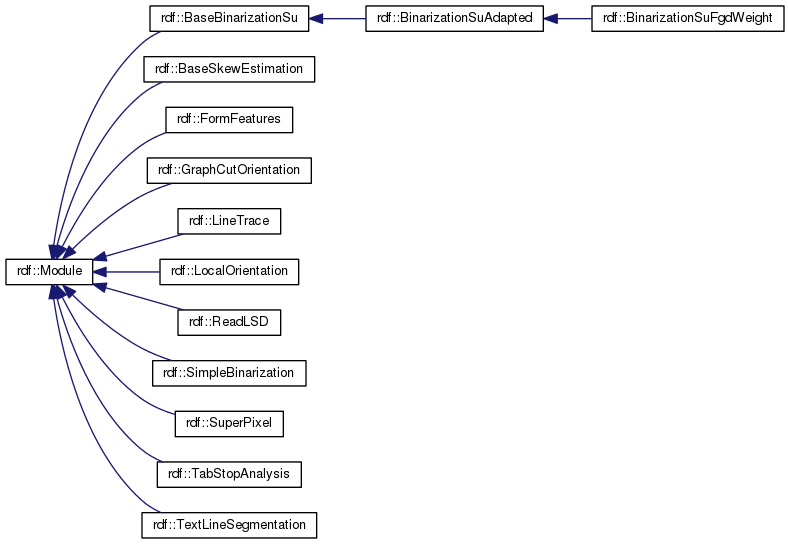 rdf::BaseBinarizationSu
rdf::BinarizationSuAdapted
rdf::BinarizationSuFgdWeight
rdf::BaseSkewEstimation
rdf::FormFeatures
rdf::GraphCutOrientation
rdf::LineTrace
rdf::Module
rdf::LocalOrientation
rdf::ReadLSD
rdf::SimpleBinarization
rdf::SuperPixel
rdf::TabStopAnalysis
rdf::TextLineSegmentation